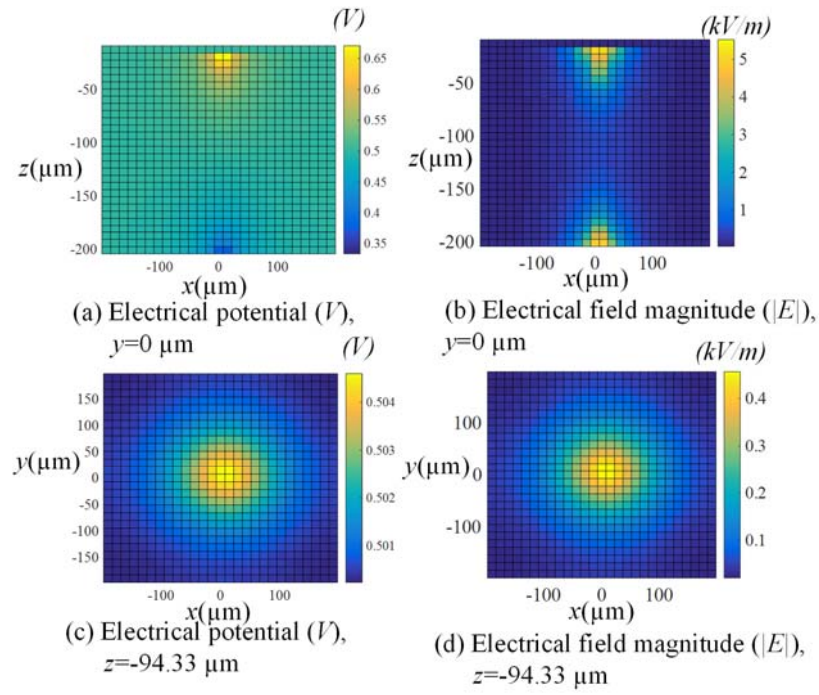 (V)
0.65
0.6
0.55
0.5
0.45
0.4
0.35
-50
-100
-150
-200
z(μm)
-100 0 100
x(μm)
(a) Electrical potential (V),
y=0 μm
(kV/m)
5
4
3
2
1
-50
-100
-150
-200
z(μm)
-100 0 100
x(μm)
(b) Electrical field magnitude (|E|),
y=0 m
(V)
0.504
0.503
0.502
0.501
150
100
50
0
-50
-100
-150
y(μm)
-100 0 100
x(μm)
(c) Electrical potential (V),
z=-94.33 μm
(kV/m)
0.4
0.3
0.2
0.1
100
0
-100
y(μm)
-100 0 100
x(μm)
(d) Electrical field magnitude (|E|),
z=-94.33 μm